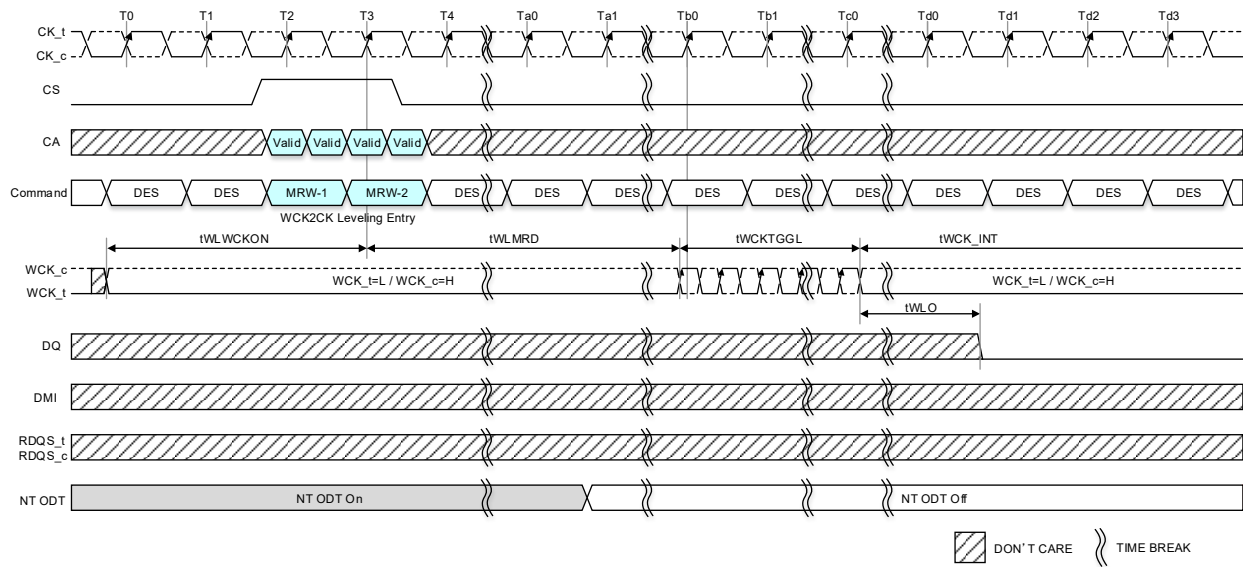 T0 T1 T2 T3 T4 Ta0 Ta1 Tb0 Tb1 Tc0 Td0 Td1 Td2 Td3
CK_t
CK_c
CS
CA Valid Valid Valid Valid
Command DES DES MRW-1 MRW-2 DES DES DES DES DES DES DES DES DES DES
WCK2CK Leveling Entry
tWLWCKON tWLMRD tWCKTGGL tWCK_INT
WCK_c
WCK_t=L / WCK_c=H WCK_t=L / WCK_c=H
WCK_t
tWLO
DQ
DMI
RDQS_t
RDQS_c
NT ODT NT ODT On NT ODT Off
DON'T CARE TIME BREAK